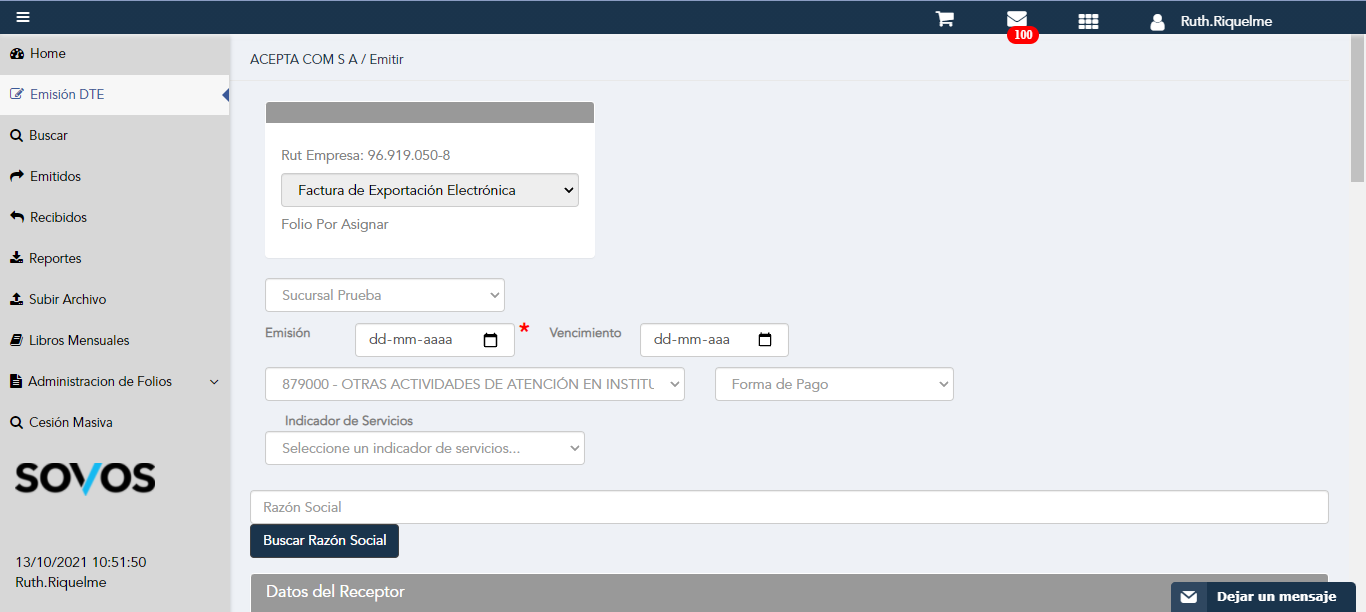 Ruth.Riquelme
100
Home
Emisión DTE
Buscar
Emitidos
Recibidos
Reportes
Subir Archivo
Libros Mensuales
Administracion de Folios
Cesión Masiva
SOVOS
13/10/2021 10:51:50
Ruth.Riquelme
ACEPTA COM S A / Emitir
Rut Empresa: 96.919.050-8
Factura de Exportación Electrónica
Folio Por Asignar
Sucursal Prueba
Emisión dd-mm-aaaa * Vencimiento dd-mm-aaa
879000 - OTRAS ACTIVIDADES DE ATENCIÓN EN INSTITU Forma de Pago
Indicador de Servicios
Seleccione un indicador de servicios...
Razón Social
Buscar Razón Social
Datos del Receptor
Dejar un mensaje